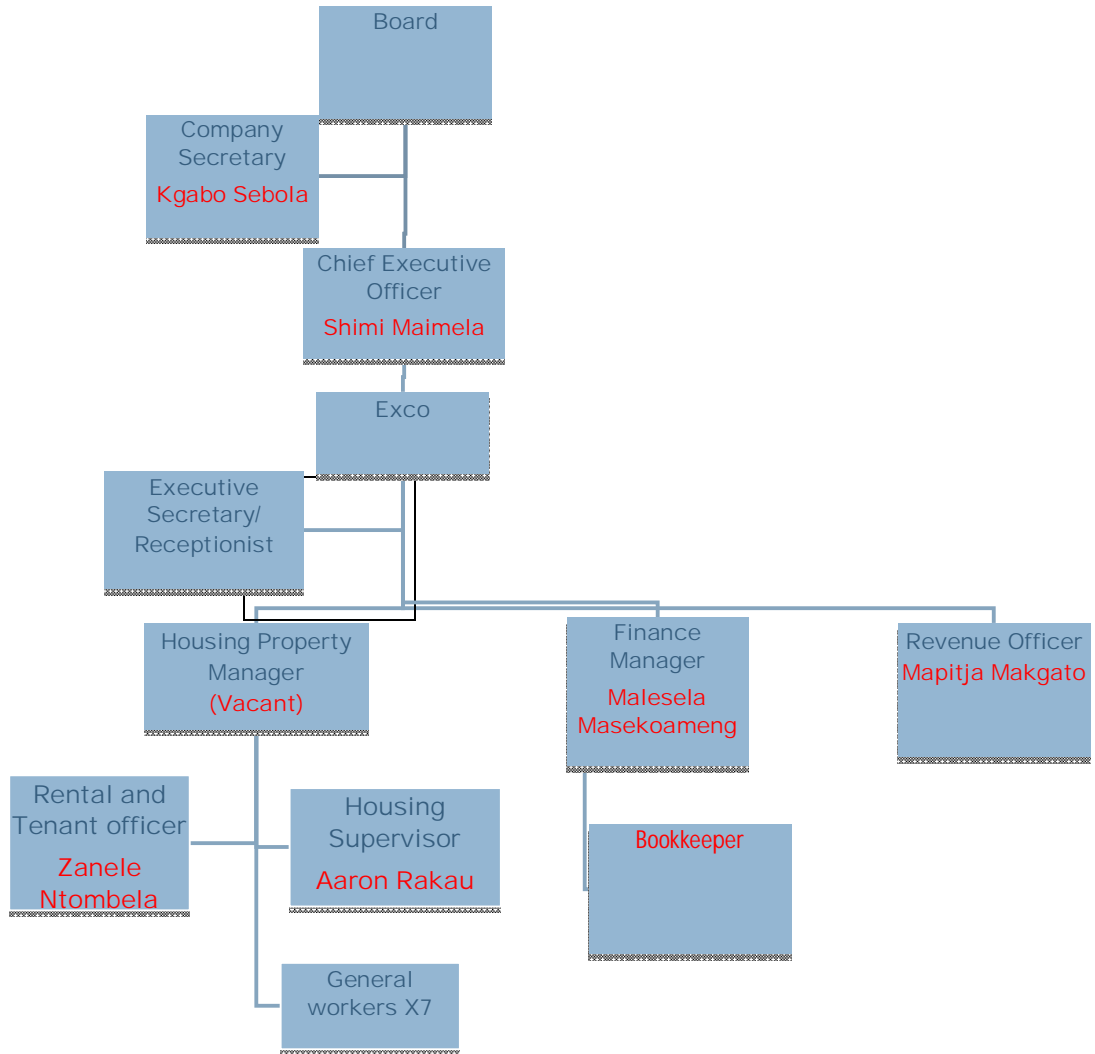 Board
Company
Secretary
Kgabo Sebola
Chief Executive
Officer
Shimi Maimela
Exco
Executive
Secretary/
Receptionist
Housing Property
Manager
(Vacant)
Finance
Manager
Malesela
Masekoameng
Revenue Officer
Mapitja Makgato
Rental and
Tenant officer
Zanele
Ntombela
Housing
Supervisor
Aaron Rakau
Bookkeeper
General
workers X7